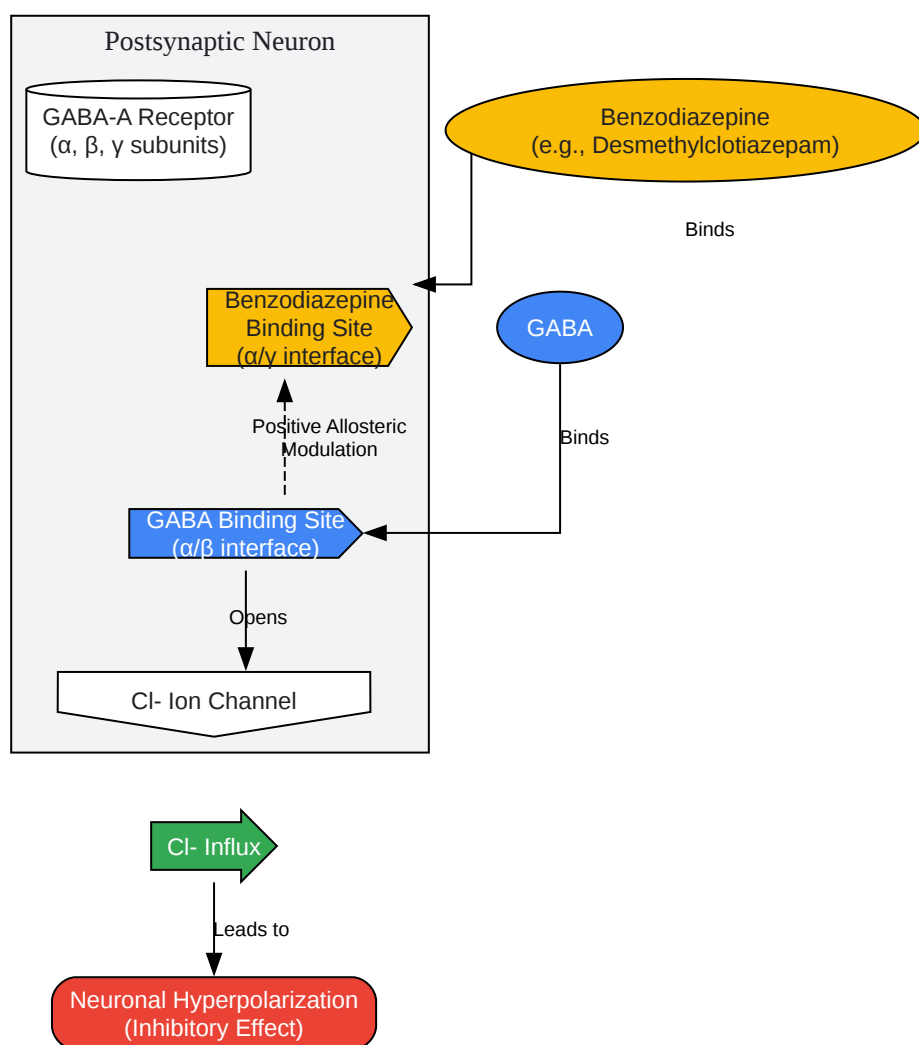 Postsynaptic Neuron
GABA-A Receptor
(α, β, γ subunits)
Benzodiazepine
(e.g., Desmethylclotiazepam)
Binds
Benzodiazepine
Binding Site
(α/γ interface)
GABA
Positive Allosteric
Modulation
Binds
GABA Binding Site
(α/β interface)
Opens
Cl- Ion Channel
Cl- Influx
Leads to
Neuronal Hyperpolarization
(Inhibitory Effect)